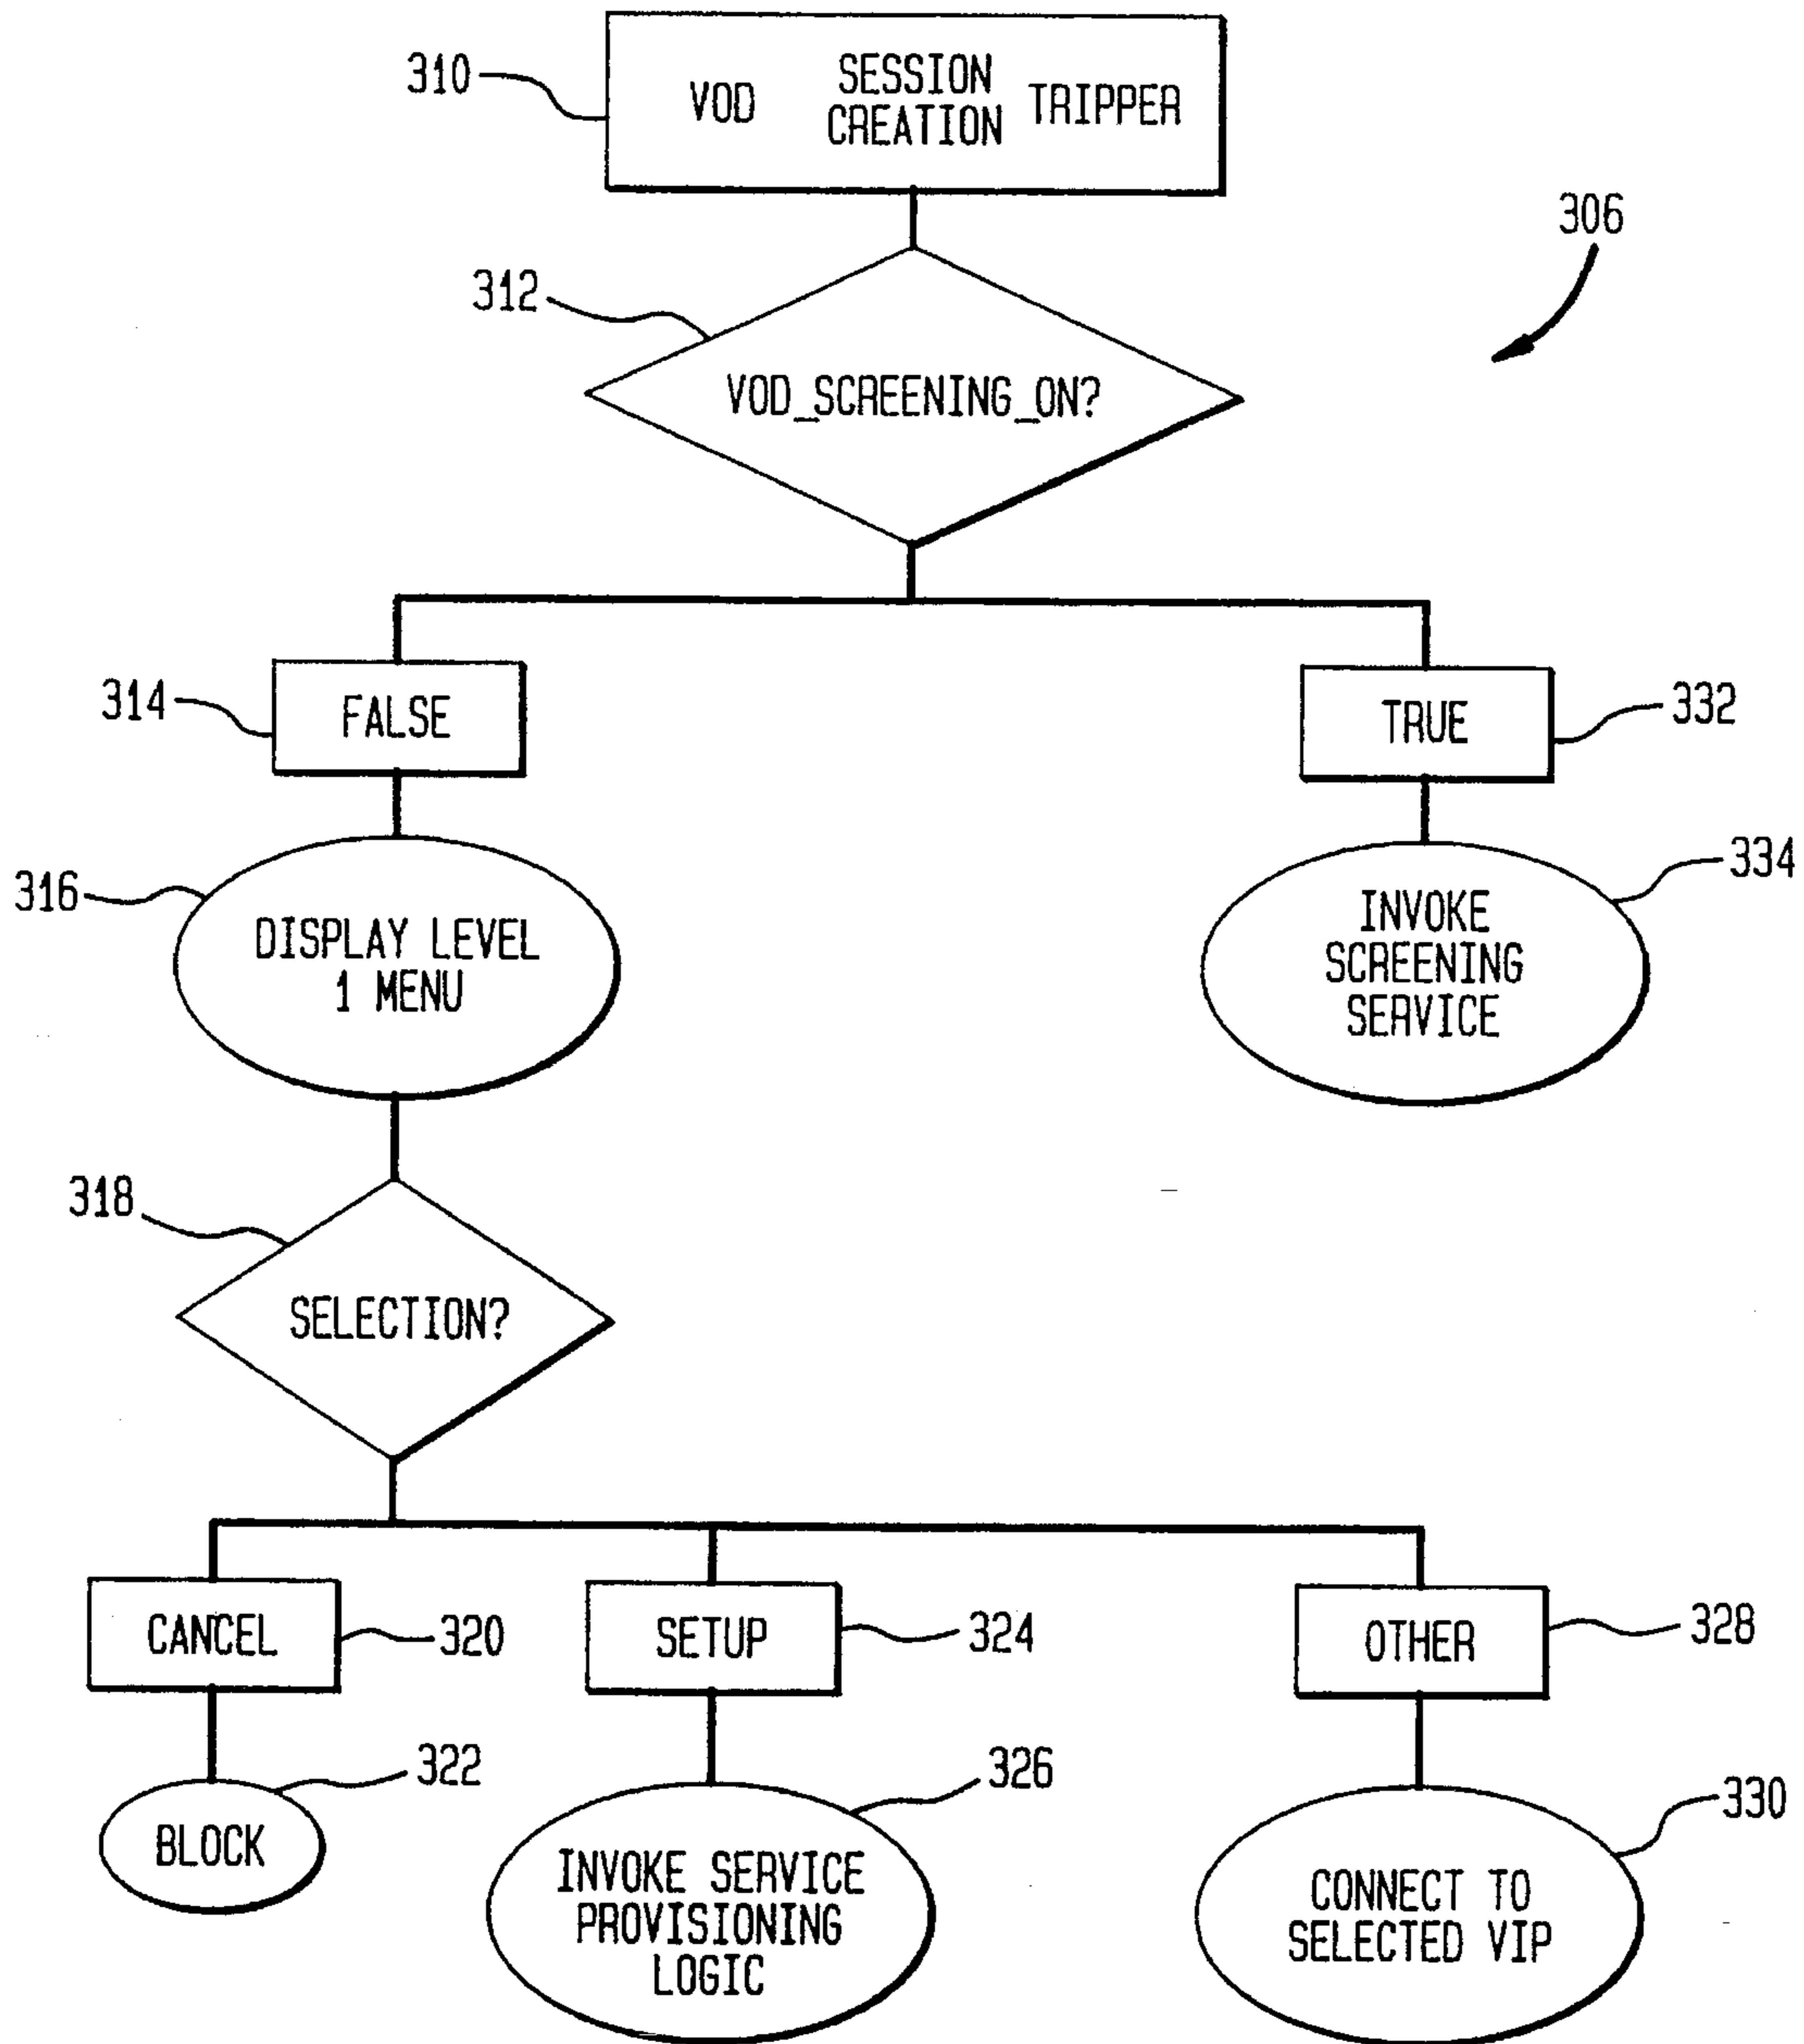 310
VOD SESSION CREATION TRIPPER
306
312
VOD_SCREENING_ON?
314
FALSE
TRUE
332
316
DISPLAY LEVEL
1 MENU
334
INVOKE
SCREENING
SERVICE
318
SELECTION?
CANCEL
320
SETUP
324
OTHER
328
322
BLOCK
326
INVOKE SERVICE
PROVISIONING
LOGIC
330
CONNECT TO
SELECTED VIP